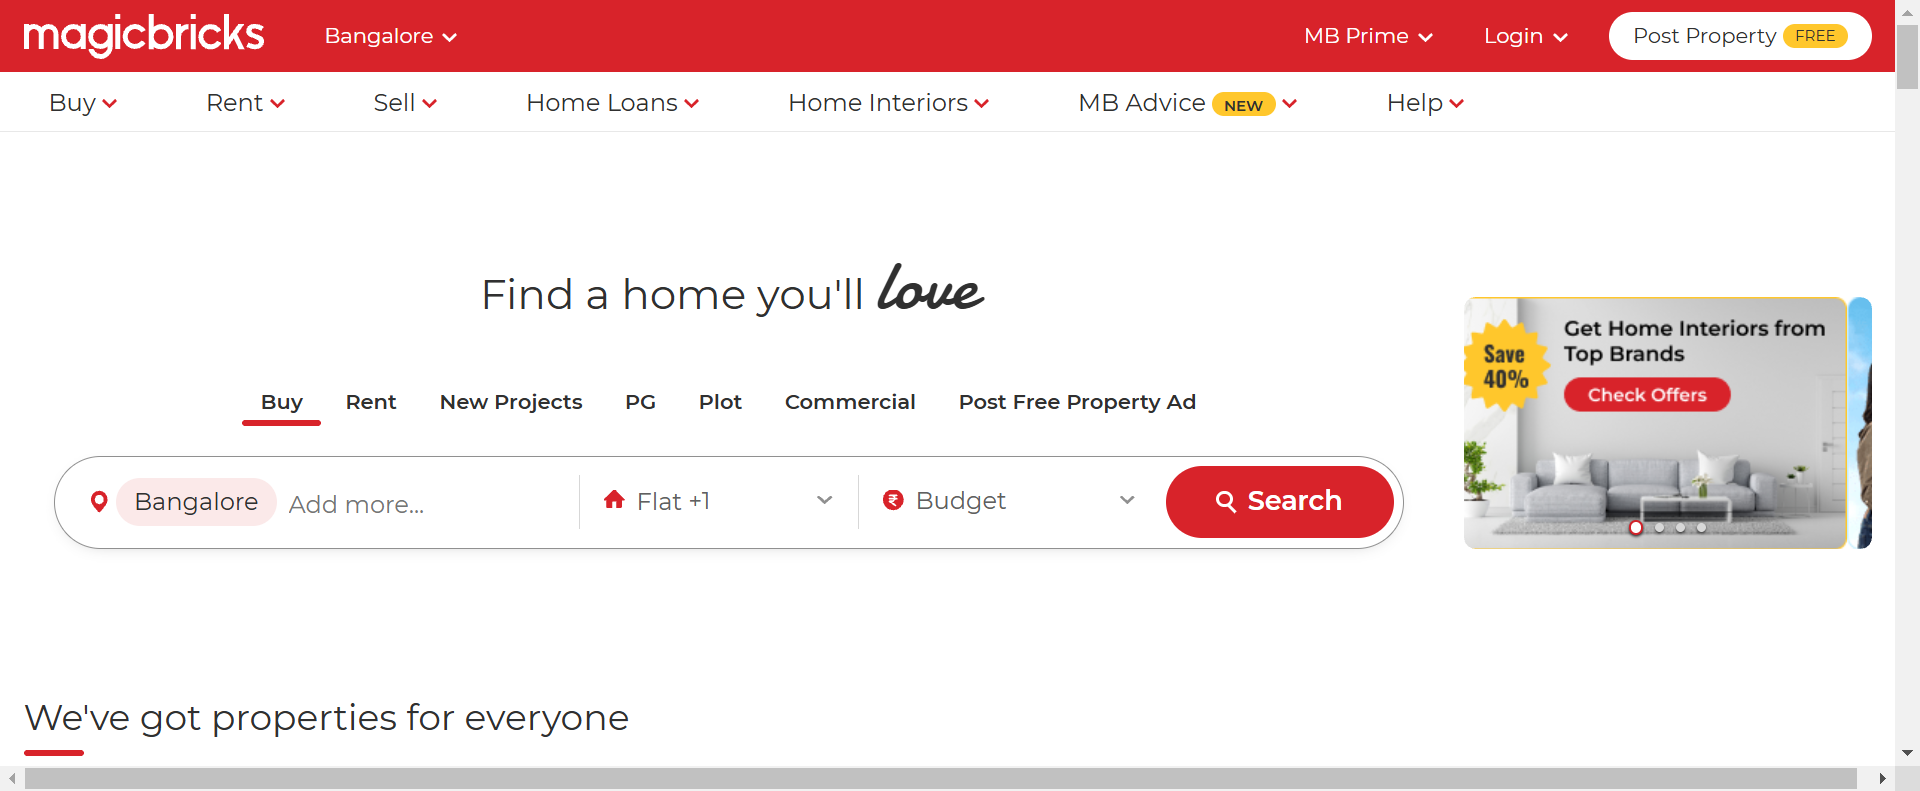 magicbricks
Bangalore
MB Prime
Login
Post Property FREE
Buy
Rent
Sell
Home Loans
Home Interiors
MB Advice NEW
Help
Find a home you'll love
Buy
Rent
New Projects
PG
Plot
Commercial
Post Free Property Ad
Bangalore
Add more...
Flat +1
Budget
Search
Save
40%
Get Home Interiors from
Top Brands
Check Offers
We've got properties for everyone